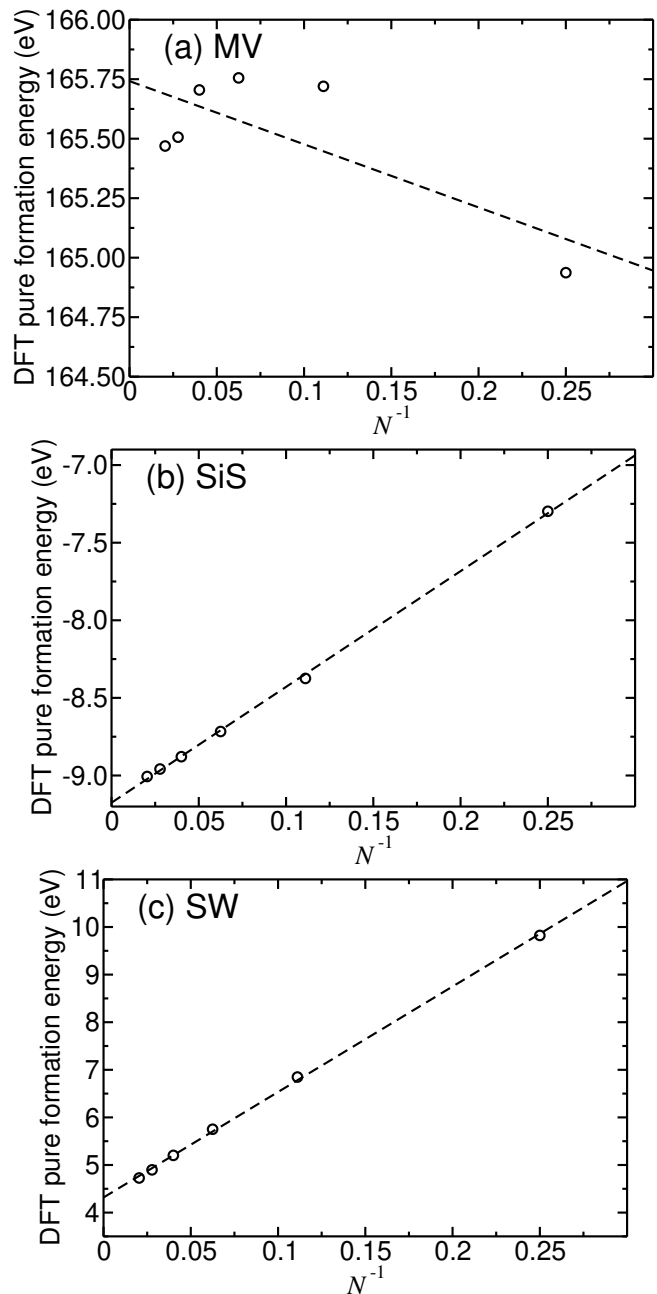 166.00
(a) MV
165.75
165.50
165.25
165.00
164.75
164.50
DFT pure formation energy (eV)
0 0.05 0.1 0.15 0.2 0.25
N⁻¹
(b) SiS
-7.0
-7.5
-8.0
-8.5
-9.0
DFT pure formation energy (eV)
0 0.05 0.1 0.15 0.2 0.25
N⁻¹
11
(c) SW
10
9
8
7
6
5
4
DFT pure formation energy (eV)
0 0.05 0.1 0.15 0.2 0.25
N⁻¹